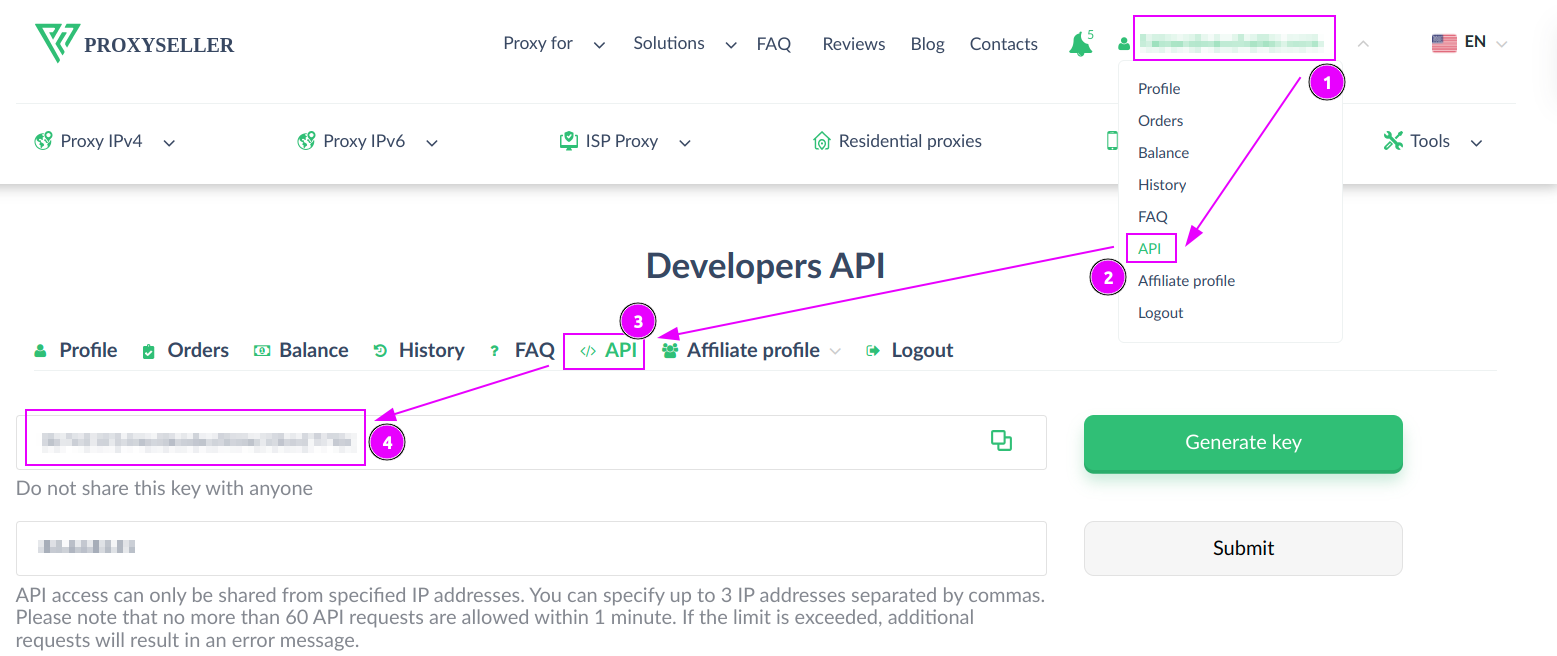 PROXYSELLER
Proxy for
Solutions
FAQ
Reviews
Blog
Contacts
5
EN
1
Profile
Orders
Balance
History
FAQ
API
2
Affiliate profile
Logout
Proxy IPv4
Proxy IPv6
ISP Proxy
Residential proxies
Tools
Developers API
3
Profile
Orders
Balance
History
? FAQ
</> API
Affiliate profile
Logout
4
Generate key
Do not share this key with anyone
Submit
API access can only be shared from specified IP addresses. You can specify up to 3 IP addresses separated by commas.
Please note that no more than 60 API requests are allowed within 1 minute. If the limit is exceeded, additional
requests will result in an error message.